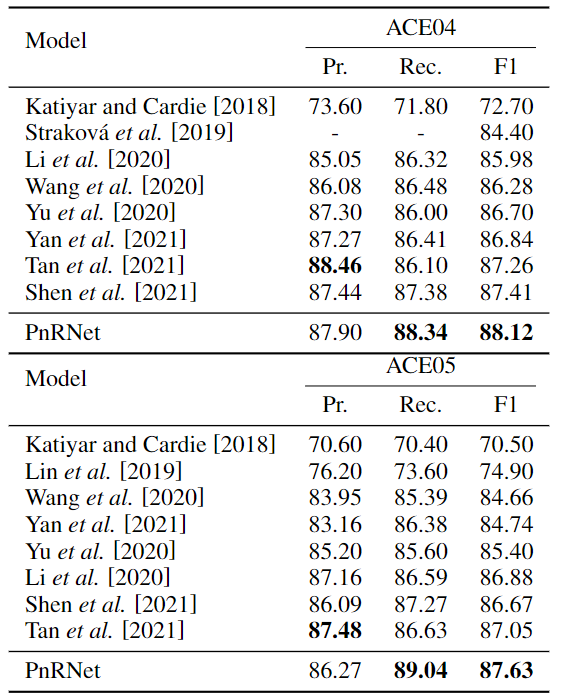 Model ACE04
Pr. Rec. F1
Katiyar and Cardie [2018] 73.60 71.80 72.70
Straková et al. [2019] - - 84.40
Li et al. [2020] 85.05 86.32 85.98
Wang et al. [2020] 86.08 86.48 86.28
Yu et al. [2020] 87.30 86.00 86.70
Yan et al. [2021] 87.27 86.41 86.84
Tan et al. [2021] 88.46 86.10 87.26
Shen et al. [2021] 87.44 87.38 87.41
PnRNet 87.90 88.34 88.12
Model ACE05
Pr. Rec. F1
Katiyar and Cardie [2018] 70.60 70.40 70.50
Lin et al. [2019] 76.20 73.60 74.90
Wang et al. [2020] 83.95 85.39 84.66
Yan et al. [2021] 83.16 86.38 84.74
Yu et al. [2020] 85.20 85.60 85.40
Li et al. [2020] 87.16 86.59 86.88
Shen et al. [2021] 86.09 87.27 86.67
Tan et al. [2021] 87.48 86.63 87.05
PnRNet 86.27 89.04 87.63